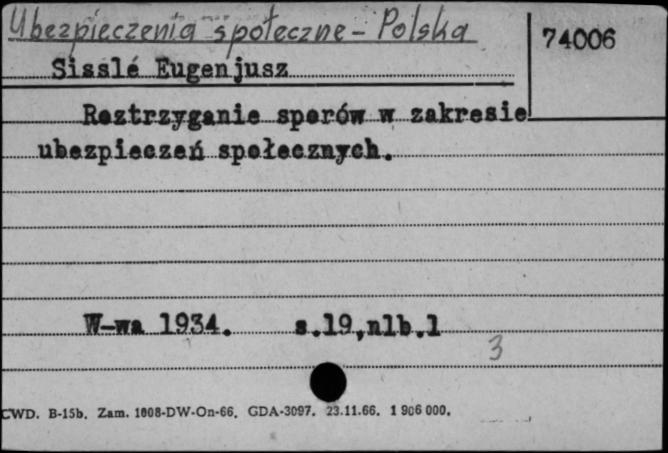 Ubezpieczenia społeczne - Polska
74006
Sisslé Eugenjusz
Roztrzyganie sporów w zakresie
ubezpieczeń społecznych.
W-wa 1934. s.19,nlb.1
3
CWD. B-15b. Zam. 1808-DW-On-66. GDA-3097. 23.11.66. 1 906 000.